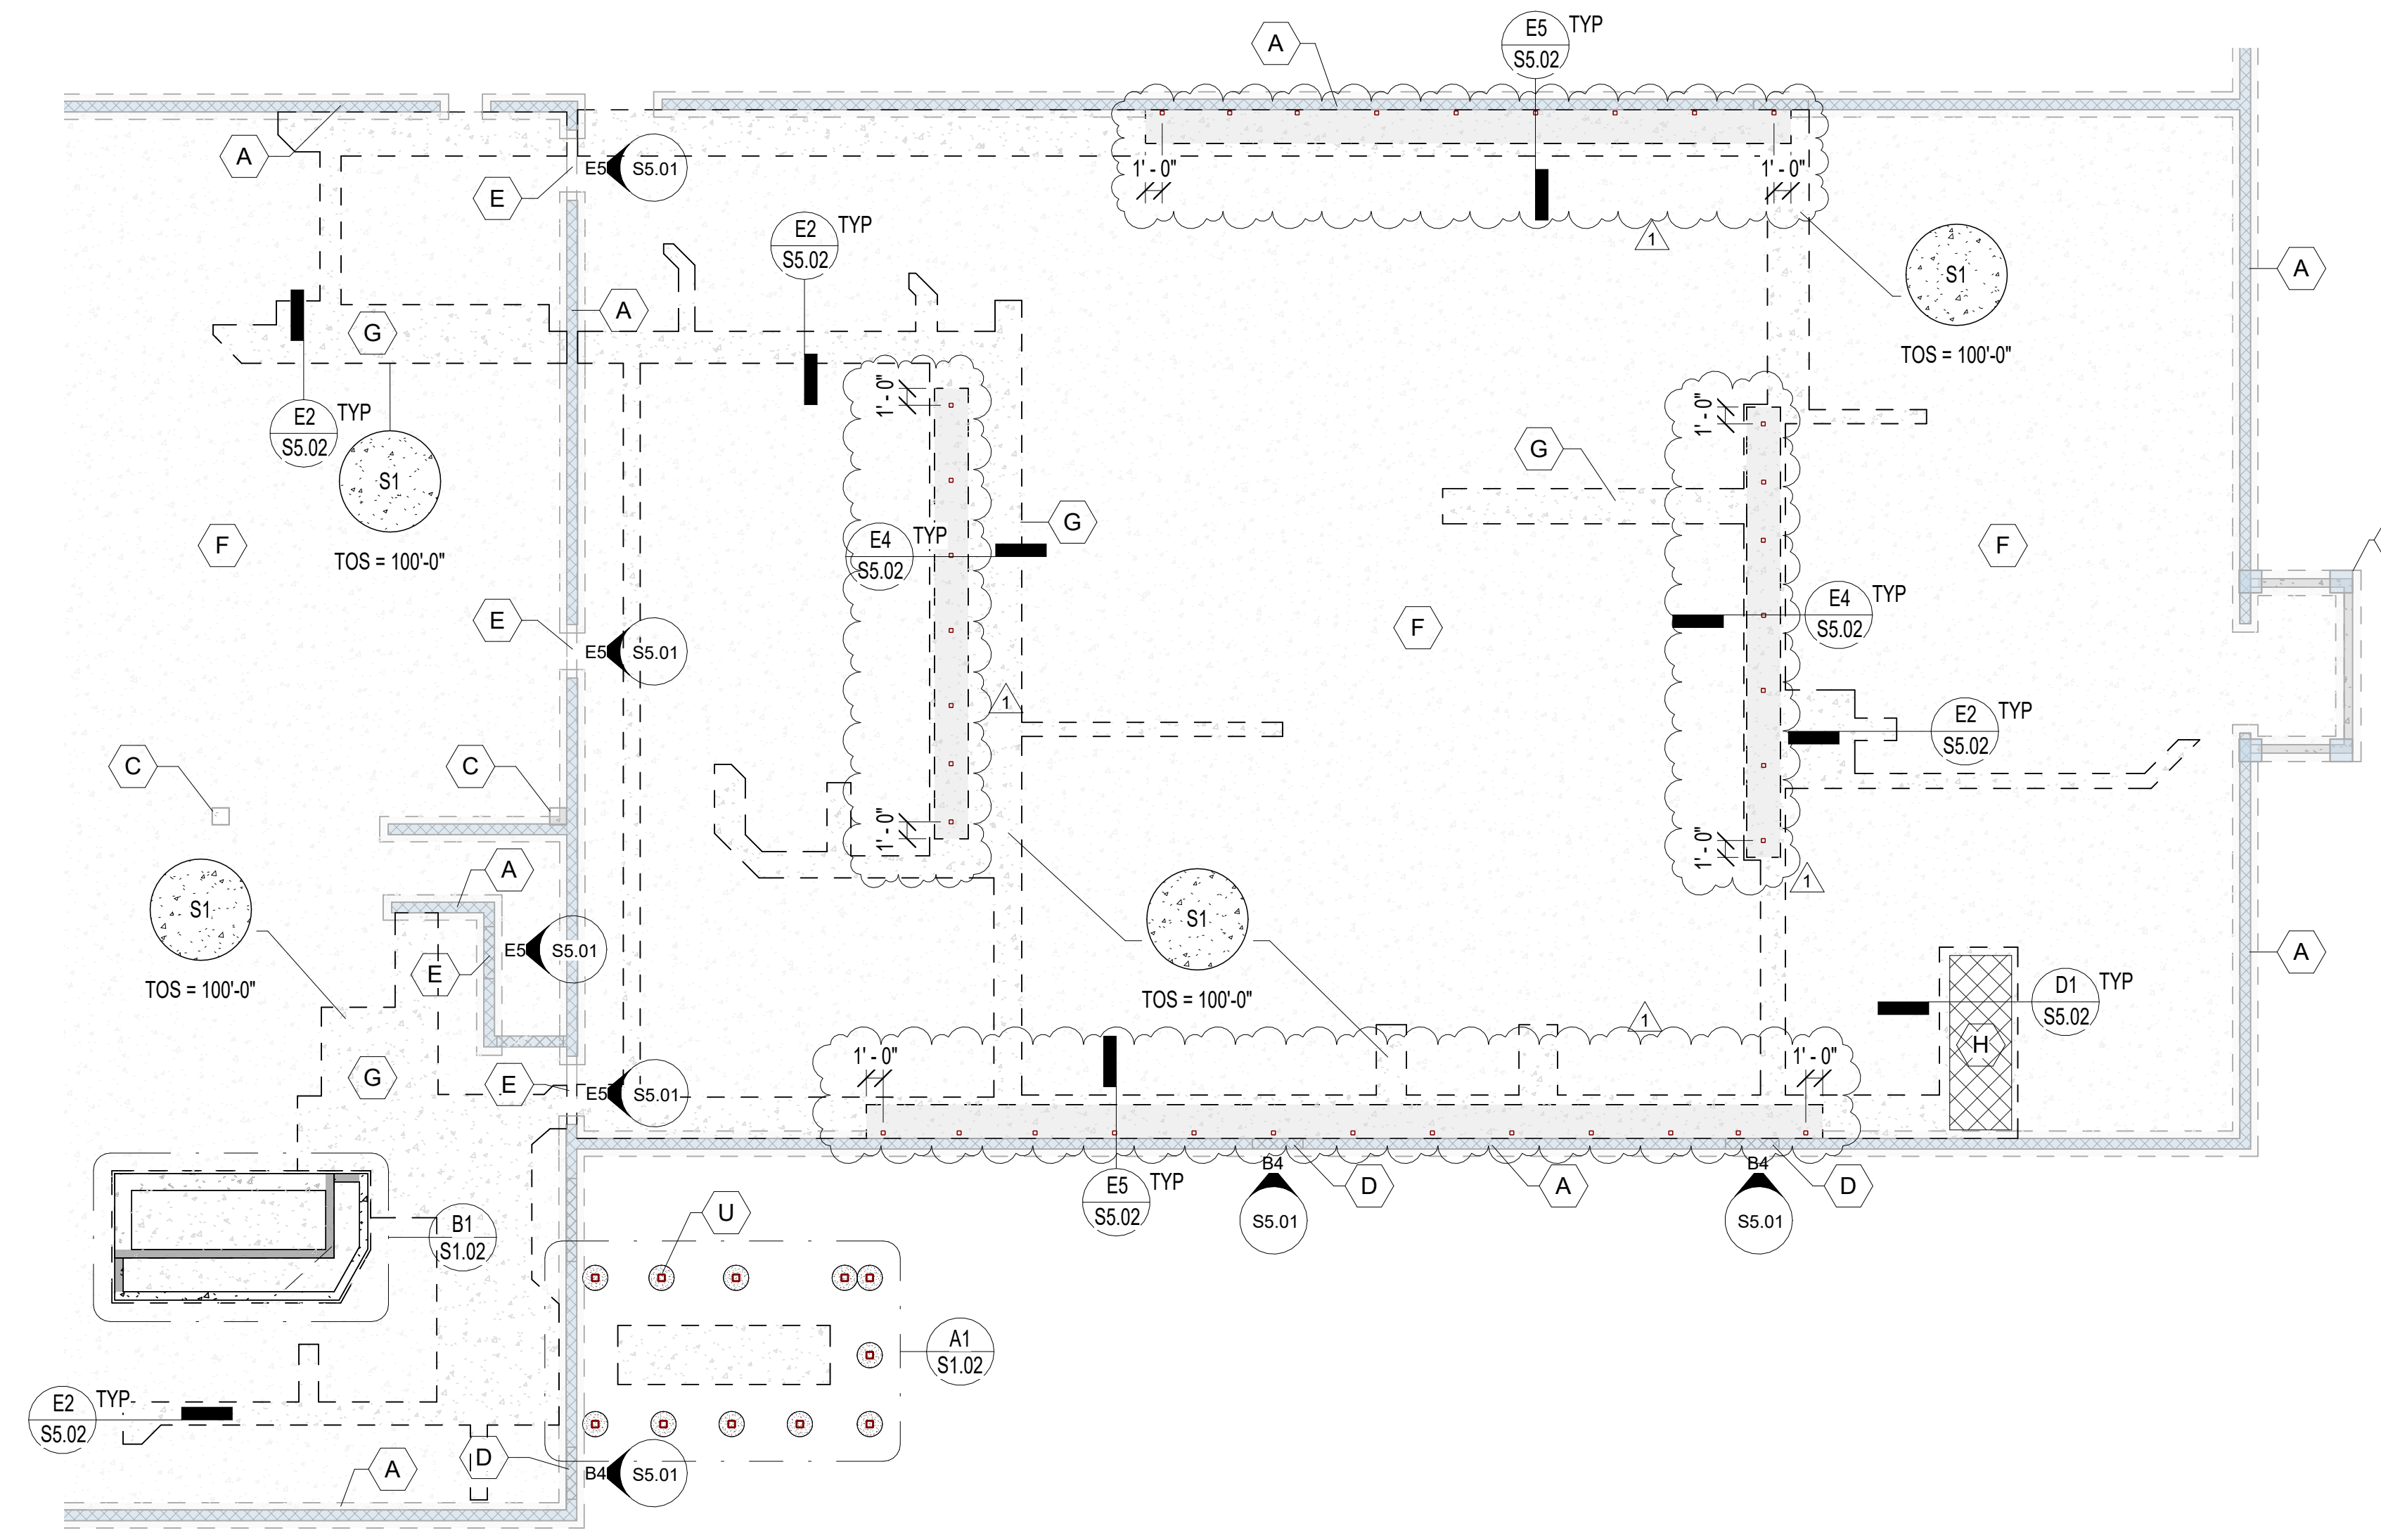 E5 TYP
S5.02
A
A
E5 S5.01
E
1' - 0"
1' - 0"
E2 TYP
S5.02
1
S1
TOS = 100'-0"
A
A
G
E2 TYP
S5.02
S1
TOS = 100'-0"
F
1' - 0"
1' - 0"
G
G
E4 TYP
S5.02
F
F
E
E5 S5.01
E4 TYP
S5.02
1
E2 TYP
S5.02
C
C
1' - 0"
1' - 0"
A
1
S1
TOS = 100'-0"
E
E5 S5.01
S1
TOS = 100'-0"
A
D1 TYP
S5.02
1
H
1' - 0"
1' - 0"
G
E
E5 S5.01
B4
S5.01
B4
S5.01
D
A
D
E5 TYP
S5.02
U
B1
S1.02
A1
S1.02
E2 TYP
S5.02
A
D
B4 S5.01